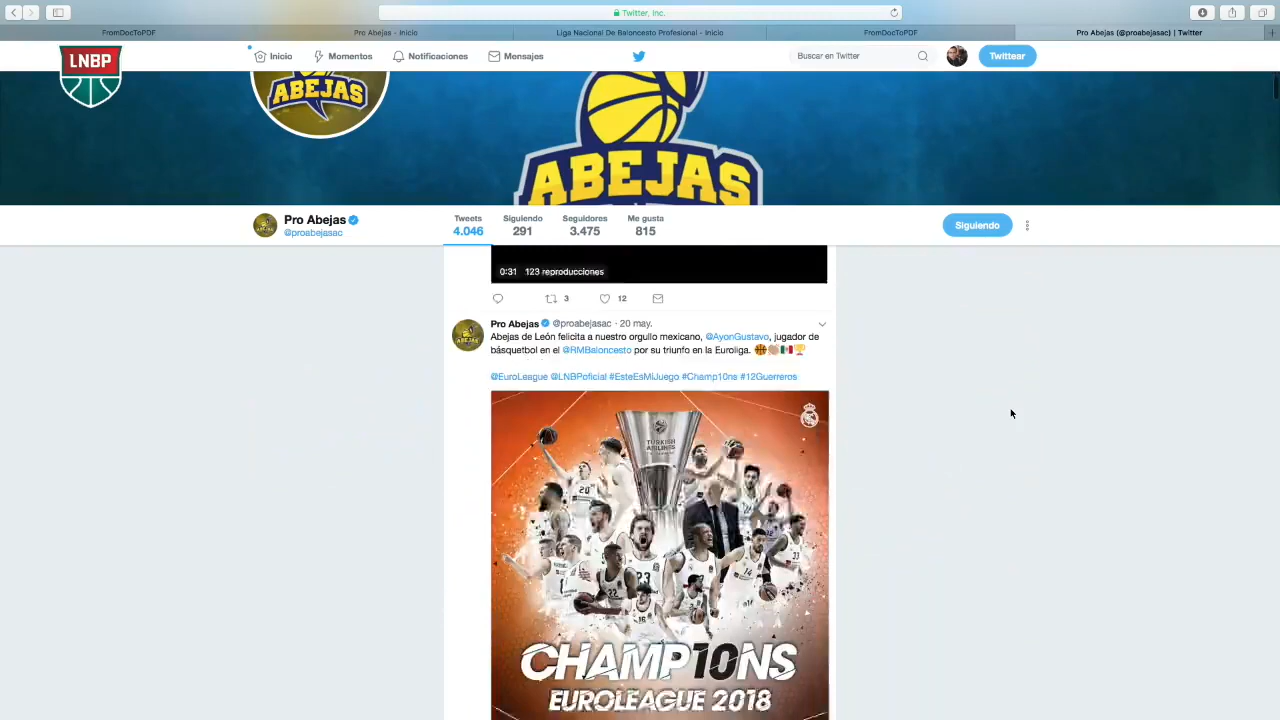 Twitter, Inc.
FromDocToPDF
Pro Abejas - Inicio
Liga Nacional De Baloncesto Profesional - Inicio
FromDocToPDF
Pro Abejas (@proabejasac) | Twitter
LNBP
Inicio
Momentos
Notificaciones
Mensajes
Buscar en Twitter
Twittear
ABEJAS
ABEJAS
Pro Abejas
@proabejasac
Tweets
4.046
Siguiendo
291
Seguidores
3.475
Me gusta
815
Siguiendo
0:31 123 reproducciones
3 12
Pro Abejas @proabejasac · 20 may.
Abejas de León felicita a nuestro orgullo mexicano, @AyonGustavo, jugador de
básquetbol en el @RMBaloncesto por su triunfo en la Euroliga.
@EuroLeague @LNBPoficial #EsteEsMiJuego #Champ10ns #12Guerreros
TURKISH
AIRLINES
CHAMP10NS
EUROLEAGUE 2018